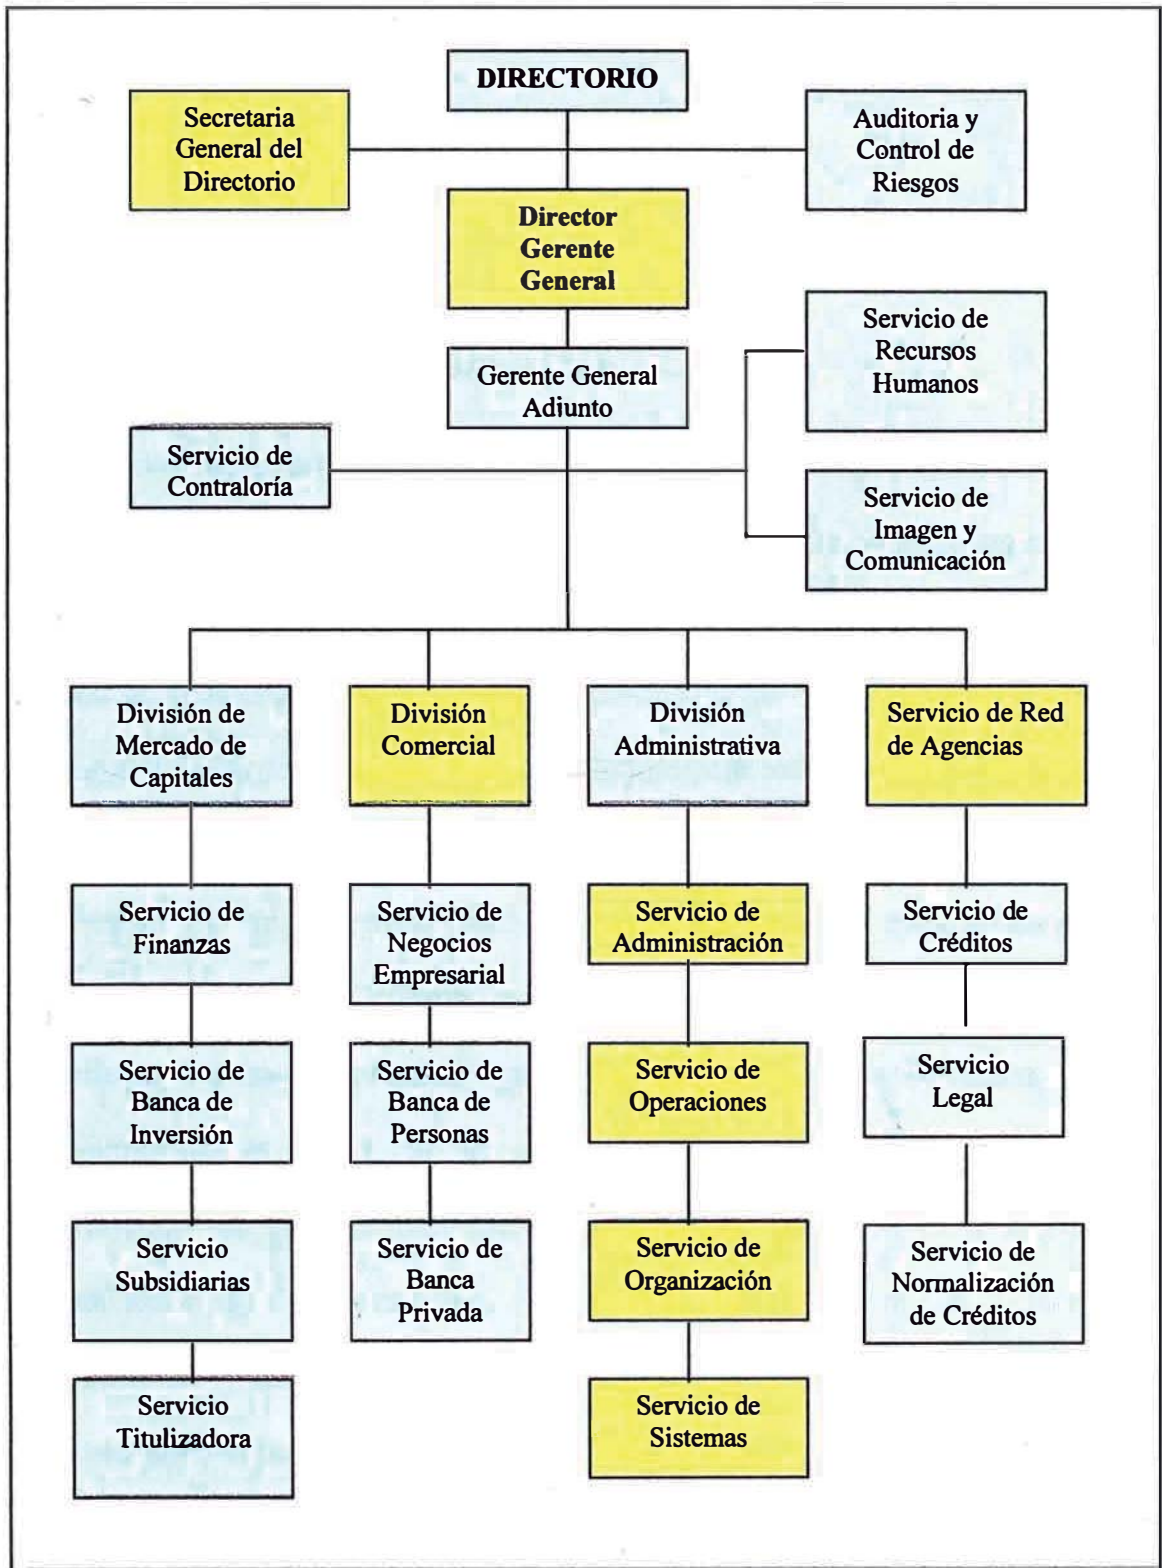 DIRECTORIO
Secretaria
General del
Directorio
Auditoria y
Control de
Riesgos
Director
Gerente
General
Gerente General
Adjunto
Servicio de
Recursos
Humanos
Servicio de
Contraloría
Servicio de
Imagen y
Comunicación
División de
Mercado de
Capitales
División
Comercial
División
Administrativa
Servicio de Red
de Agencias
Servicio de
Finanzas
Servicio de
Negocios
Empresarial
Servicio de
Administración
Servicio de
Créditos
Servicio de
Banca de
Inversión
Servicio de
Banca de
Personas
Servicio de
Operaciones
Servicio
Legal
Servicio
Subsidiarias
Servicio de
Banca
Privada
Servicio de
Organización
Servicio de
Normalización
de Créditos
Servicio
Titulizadora
Servicio de
Sistemas